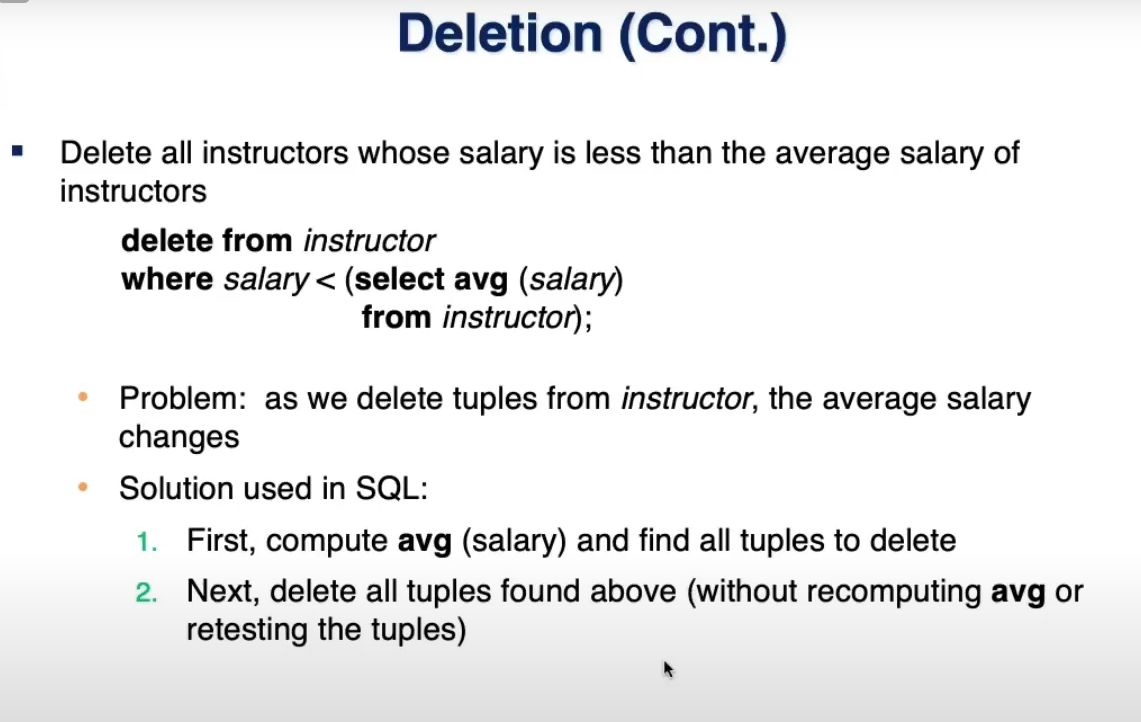 Deletion (Cont.)
Delete all instructors whose salary is less than the average salary of
instructors
delete from instructor
where salary < (select avg (salary)
from instructor);
Problem:  as we delete tuples from instructor, the average salary
changes
Solution used in SQL:
1. First, compute avg (salary) and find all tuples to delete
2. Next, delete all tuples found above (without recomputing avg or
retesting the tuples)